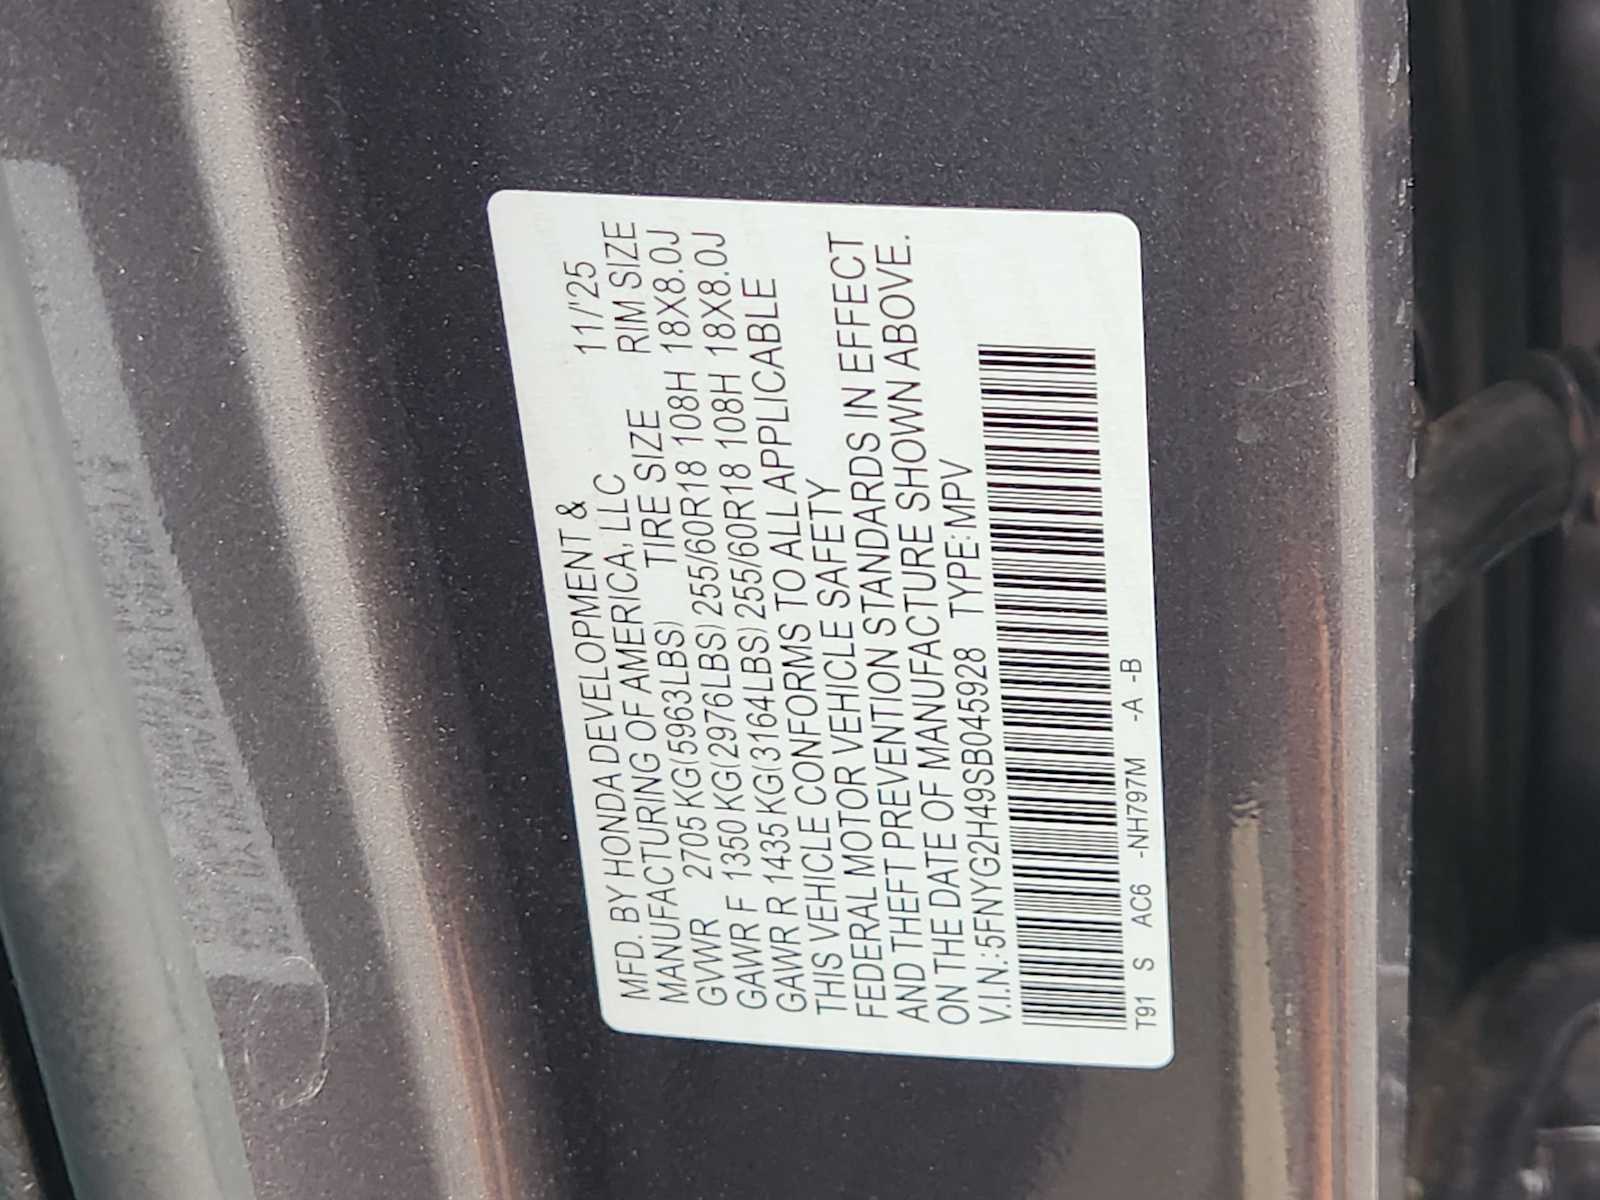 MFD. BY HONDA DEVELOPMENT & 11/'25
MANUFACTURING OF AMERICA, LLC
TIRE SIZE RIM SIZE
GVWR 2705 KG(5963LBS)
GAWR F 1350 KG(2976LBS) 255/60R18 108H 18X8.0J
GAWR R 1435 KG(3164LBS) 255/60R18 108H 18X8.0J
THIS VEHICLE CONFORMS TO ALL APPLICABLE
FEDERAL MOTOR VEHICLE SAFETY
AND THEFT PREVENTION STANDARDS IN EFFECT
ON THE DATE OF MANUFACTURE SHOWN ABOVE.
V.I.N.:5FNYG2H49SB045928 TYPE:MPV
T91 S AC6 -NH797M -A -B